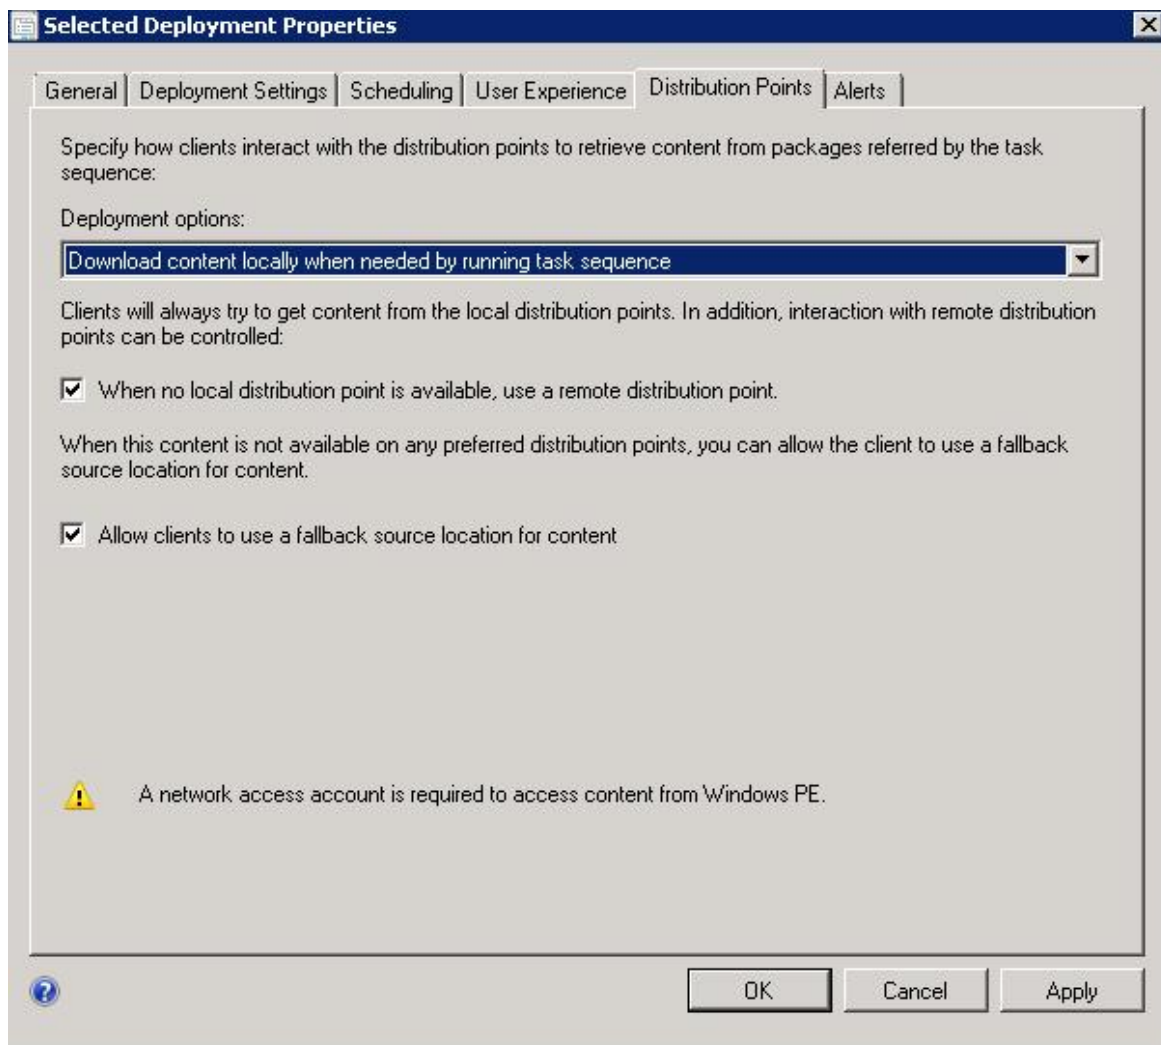 Selected Deployment Properties
General
Deployment Settings
Scheduling
User Experience
Distribution Points
Alerts
Specify how clients interact with the distribution points to retrieve content from packages referred by the task
sequence:
Deployment options:
Download content locally when needed by running task sequence
Clients will always try to get content from the local distribution points. In addition, interaction with remote distribution
points can be controlled:
When no local distribution point is available, use a remote distribution point.
When this content is not available on any preferred distribution points, you can allow the client to use a fallback
source location for content.
Allow clients to use a fallback source location for content
A network access account is required to access content from Windows PE.
OK
Cancel
Apply